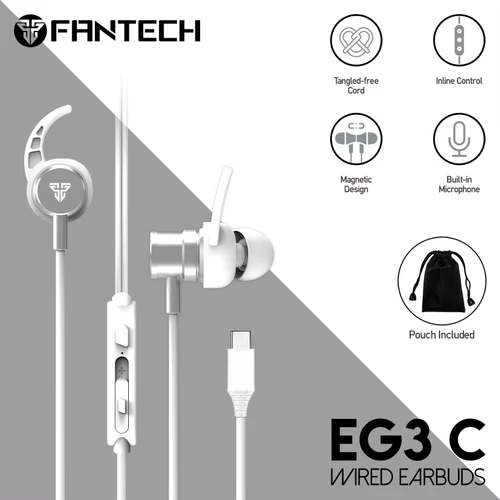 FANTECH
Tangled-free
Cord
Inline Control
Magnetic
Design
Built-in
Microphone
Pouch Included
EG3 C
WIRED EARBUDS